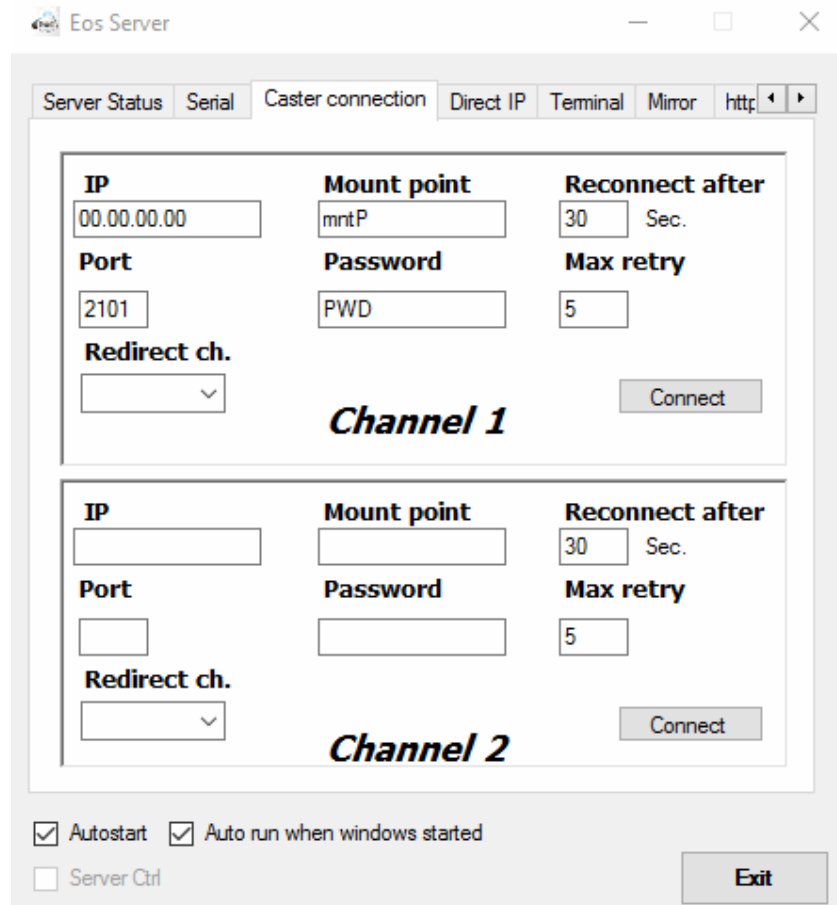 Eos Server
Server Status Serial Caster connection Direct IP Terminal Mirror http
IP Mount point Reconnect after
00.00.00.00 mntP 30 Sec.
Port Password Max retry
2101 PWD 5
Redirect ch.
Connect
Channel 1
IP Mount point Reconnect after
30 Sec.
Port Password Max retry
5
Redirect ch.
Connect
Channel 2
Autostart Auto run when windows started
Server Ctrl Exit